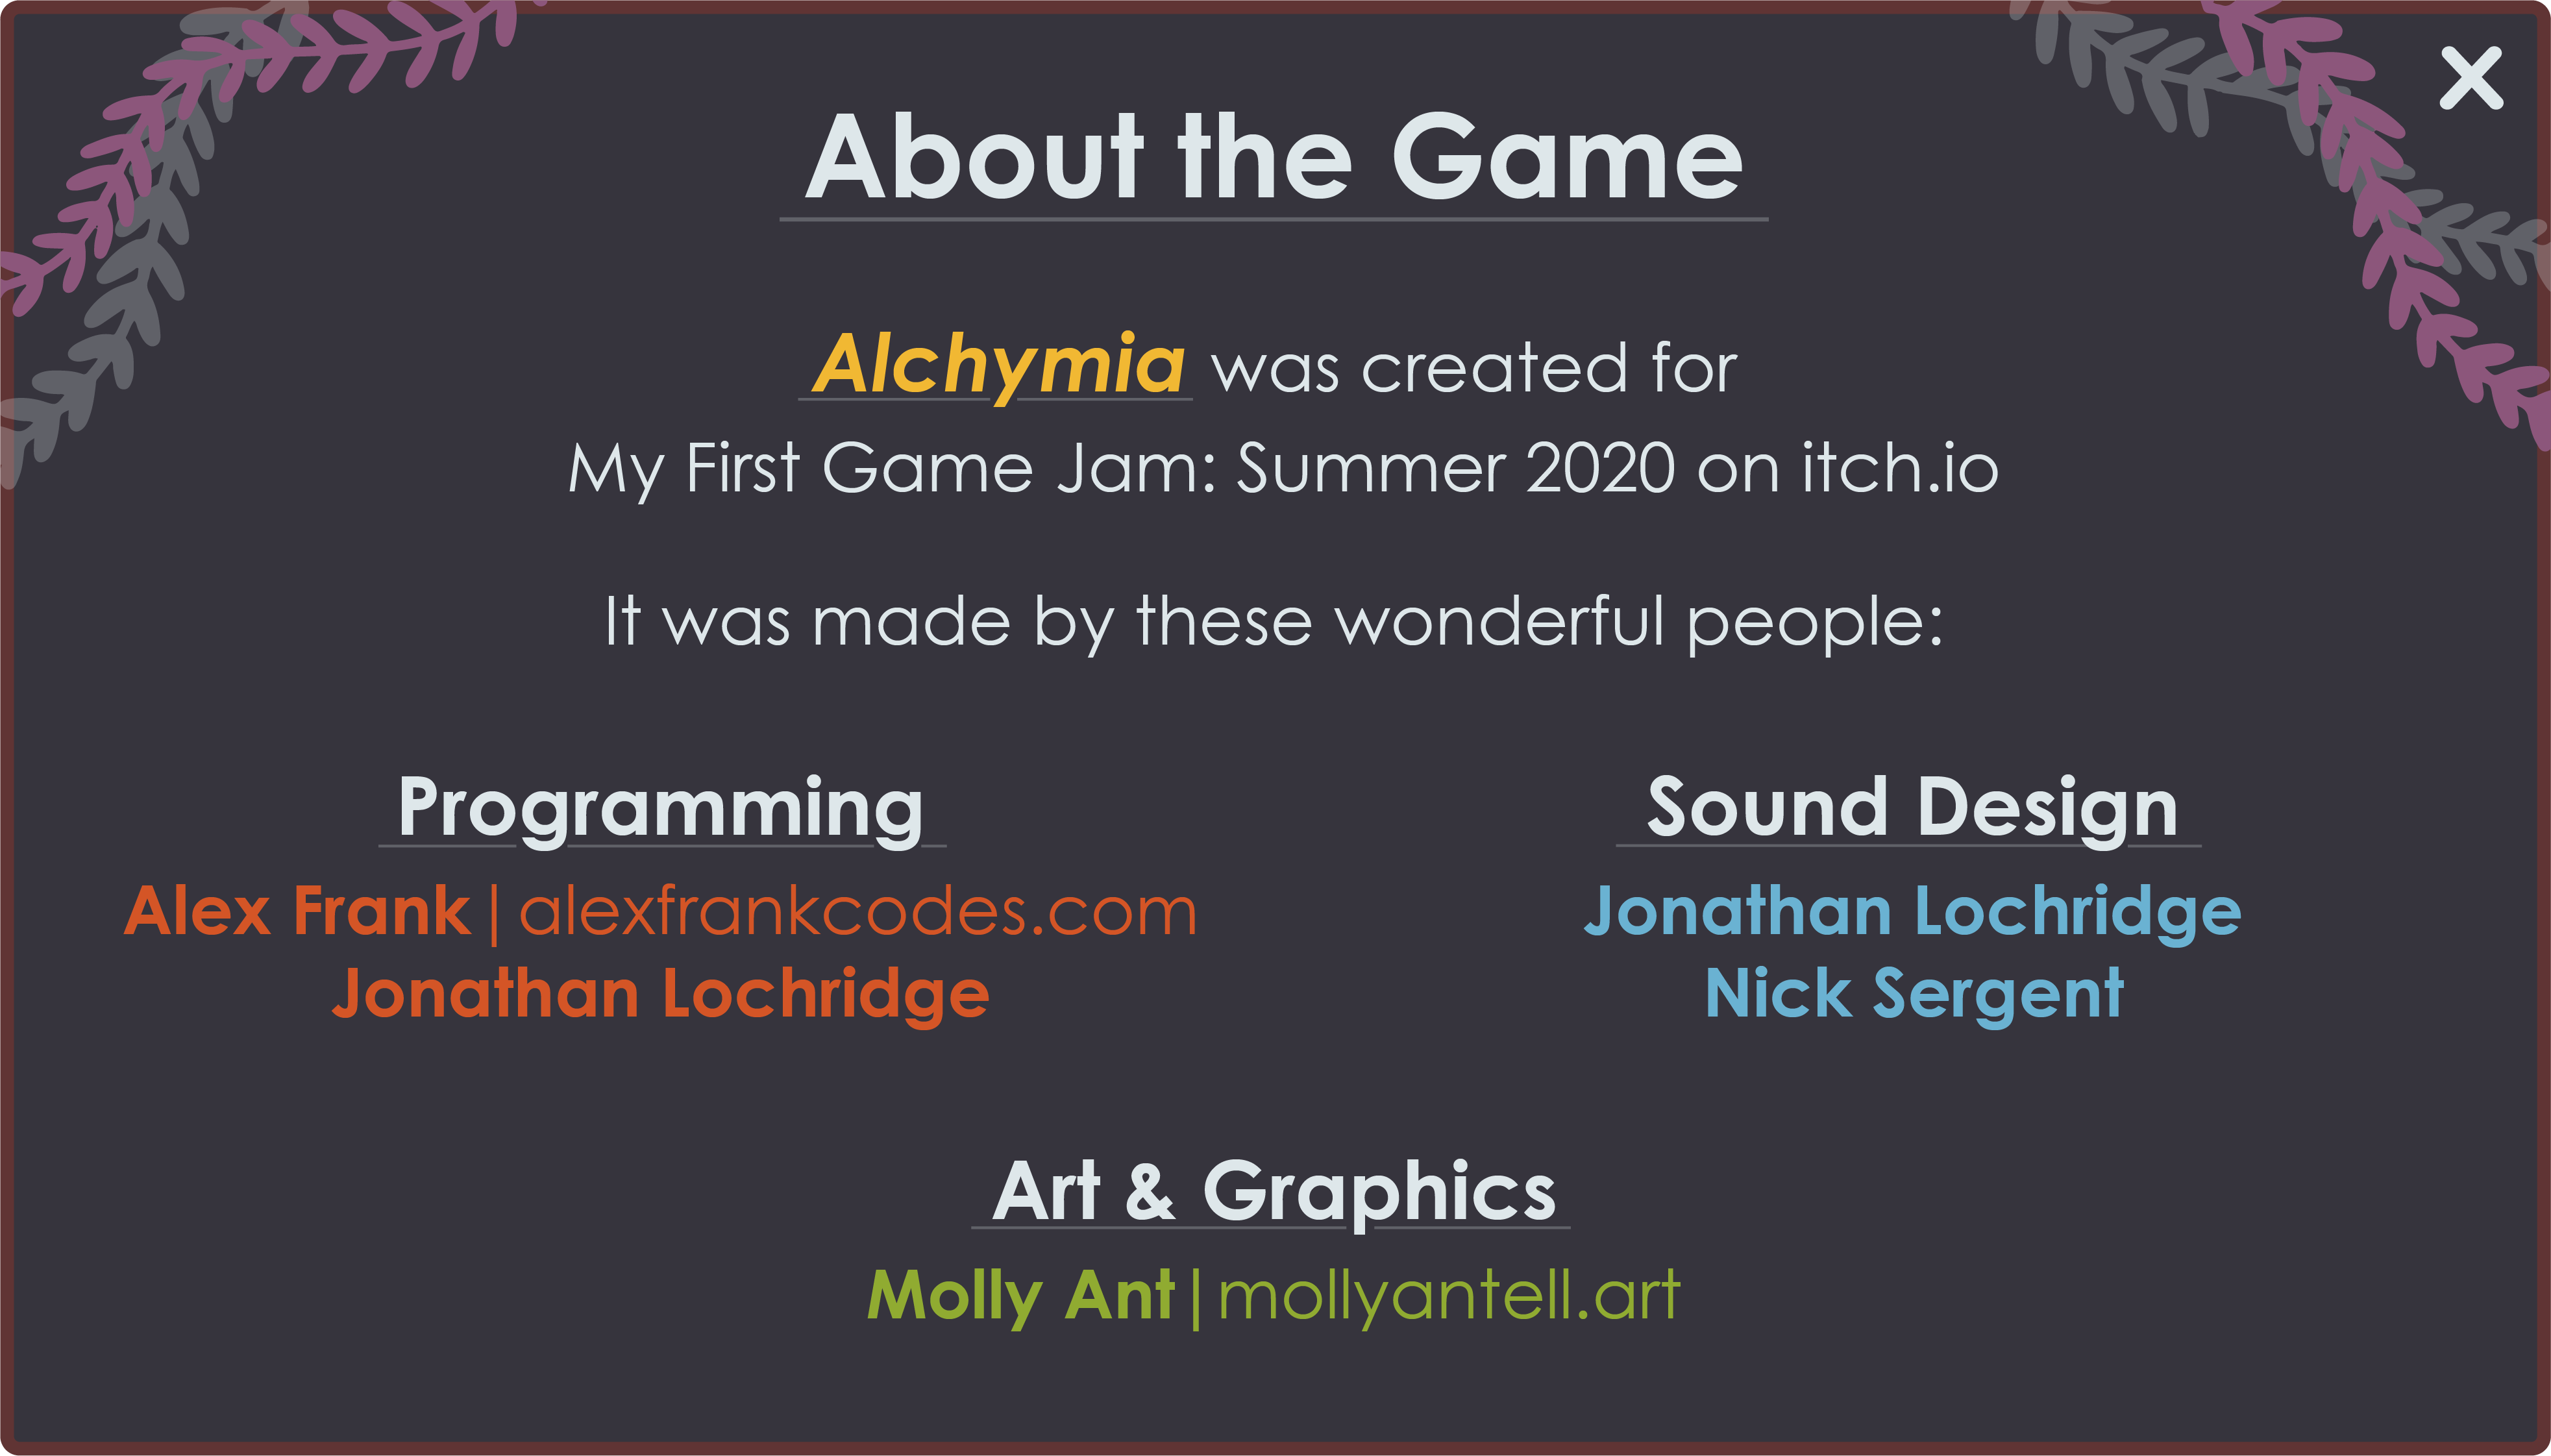 About the Game
Alchymia was created for
My First Game Jam: Summer 2020 on itch.io
It was made by these wonderful people:
Programming
Alex Frank|alexfrankcodes.com
Jonathan Lochridge
Sound Design
Jonathan Lochridge
Nick Sergent
Art & Graphics
Molly Ant|mollyantell.art